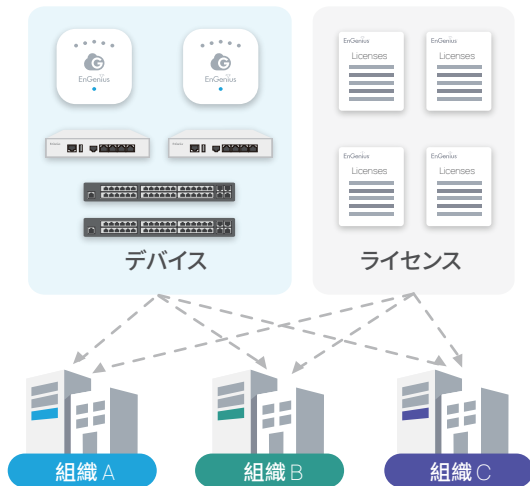 EnGenius
EnGenius
EnGenius
Licenses
EnGenius
Licenses
EnGenius
Licenses
EnGenius
Licenses
デバイス
ライセンス
組織 A
組織 B
組織 C